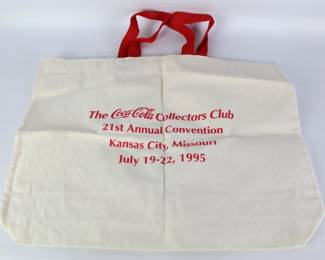 The Coca-Cola Collectors Club
21st Annual Convention
Kansas City, Missouri
July 19-22, 1995